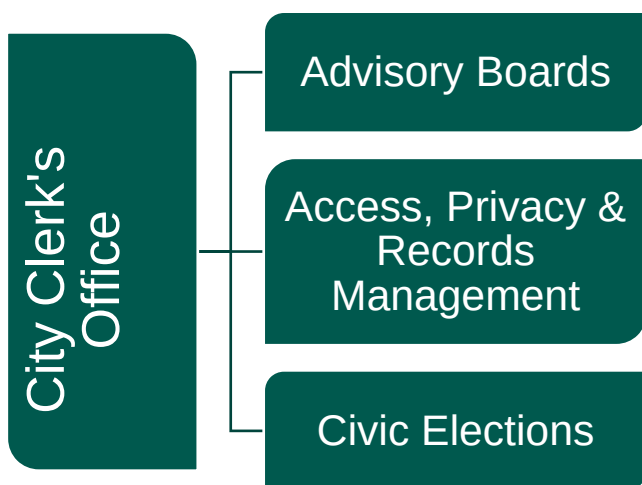 City Clerk's
Office
Advisory Boards
Access, Privacy &
Records
Management
Civic Elections